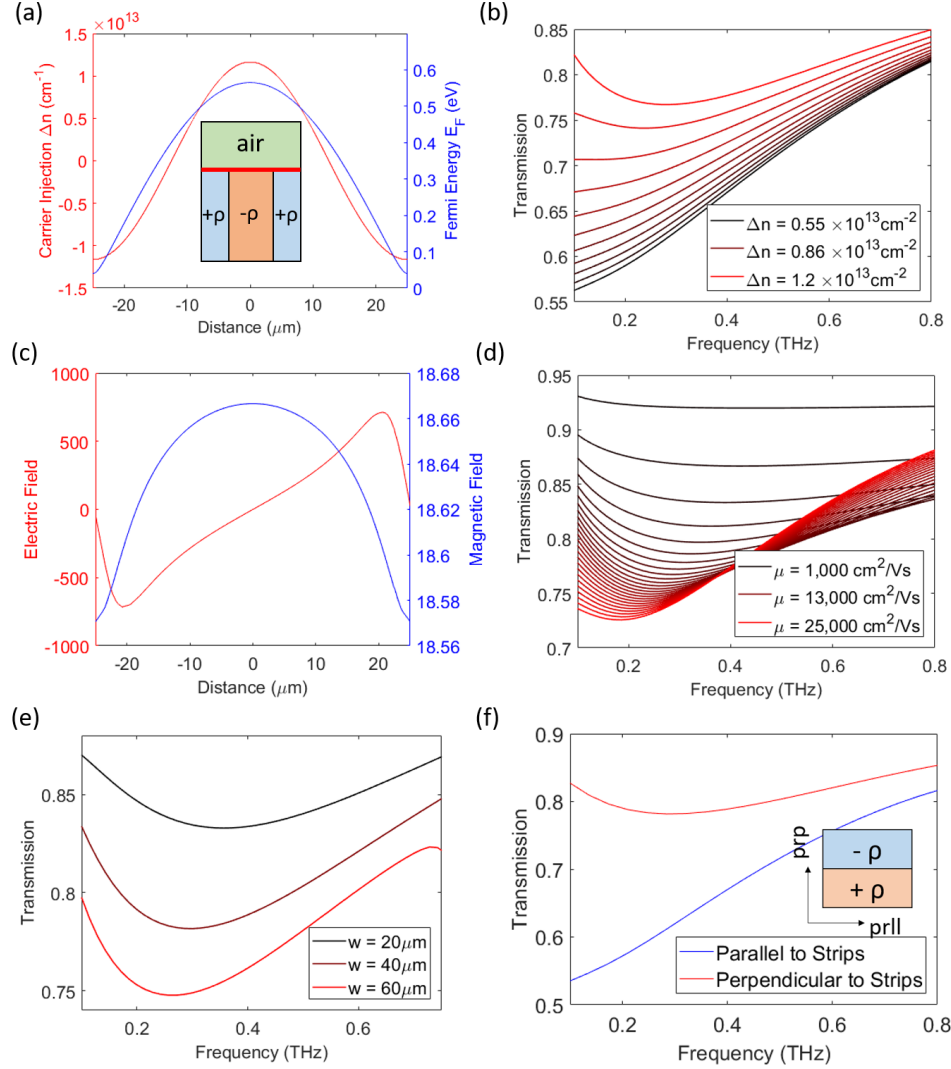 (a)
×10^13
1.5
1
0.5
0
-0.5
-1
-1.5
Carrier Injection Δn (cm^-1)
0.6
0.5
0.4
0.3
0.2
0.1
0
Fermi Energy E_F (eV)
air
+ρ -ρ +ρ
-20 -10 0 10 20
Distance (μm)
(b)
0.85
0.8
0.75
0.7
0.65
0.6
0.55
Transmission
Δn = 0.55 ×10^13cm^-2
Δn = 0.86 ×10^13cm^-2
Δn = 1.2 ×10^13cm^-2
0.2 0.4 0.6 0.8
Frequency (THz)
(c)
1000
500
0
-500
-1000
Electric Field
18.68
18.66
18.64
18.62
18.6
18.58
18.56
Magnetic Field
-20 -10 0 10 20
Distance (μm)
(d)
0.95
0.9
0.85
0.8
0.75
0.7
Transmission
μ = 1,000 cm^2/Vs
μ = 13,000 cm^2/Vs
μ = 25,000 cm^2/Vs
0.2 0.4 0.6 0.8
Frequency (THz)
(e)
0.85
0.8
0.75
Transmission
w = 20μm
w = 40μm
w = 60μm
0.2 0.4 0.6
Frequency (THz)
(f)
0.9
0.8
0.7
0.6
0.5
Transmission
prp
- ρ
+ ρ
prll
Parallel to Strips
Perpendicular to Strips
0.2 0.4 0.6 0.8
Frequency (THz)